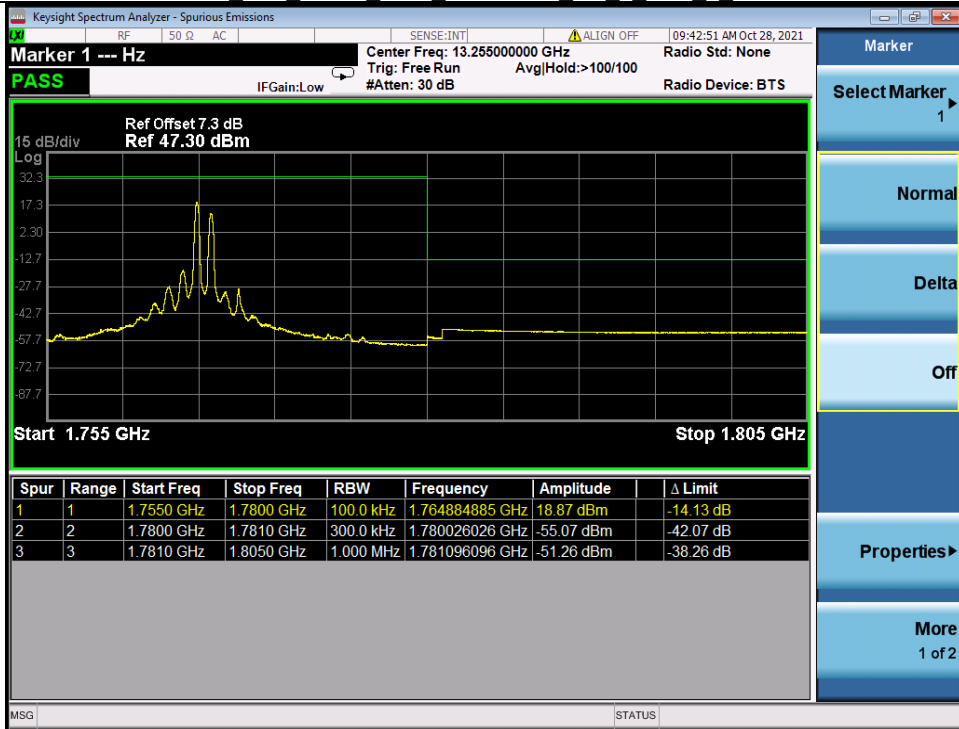 Keysight Spectrum Analyzer - Spurious Emissions
LXI RF 50 Ω AC SENSE:INT ALIGN OFF 09:42:51 AM Oct 28, 2021
Marker 1 --- Hz
Center Freq: 13.255000000 GHz
Radio Std: None
Trig: Free Run Avg|Hold:>100/100
PASS
IFGain:Low
#Atten: 30 dB
Radio Device: BTS
Ref Offset 7.3 dB
15 dB/div Ref 47.30 dBm
Log
32.3
17.3
2.30
-12.7
-27.7
-42.7
-57.7
-72.7
-87.7
Start 1.755 GHz Stop 1.805 GHz
Spur Range Start Freq Stop Freq RBW Frequency Amplitude Δ Limit
1 1 1.7550 GHz 1.7800 GHz 100.0 kHz 1.764884885 GHz 18.87 dBm -14.13 dB
2 2 1.7800 GHz 1.7810 GHz 300.0 kHz 1.780026026 GHz -55.07 dBm -42.07 dB
3 3 1.7810 GHz 1.8050 GHz 1.000 MHz 1.781096096 GHz -51.26 dBm -38.26 dB
Marker
Select Marker
1
Normal
Delta
Off
Properties
More
1 of 2
MSG STATUS